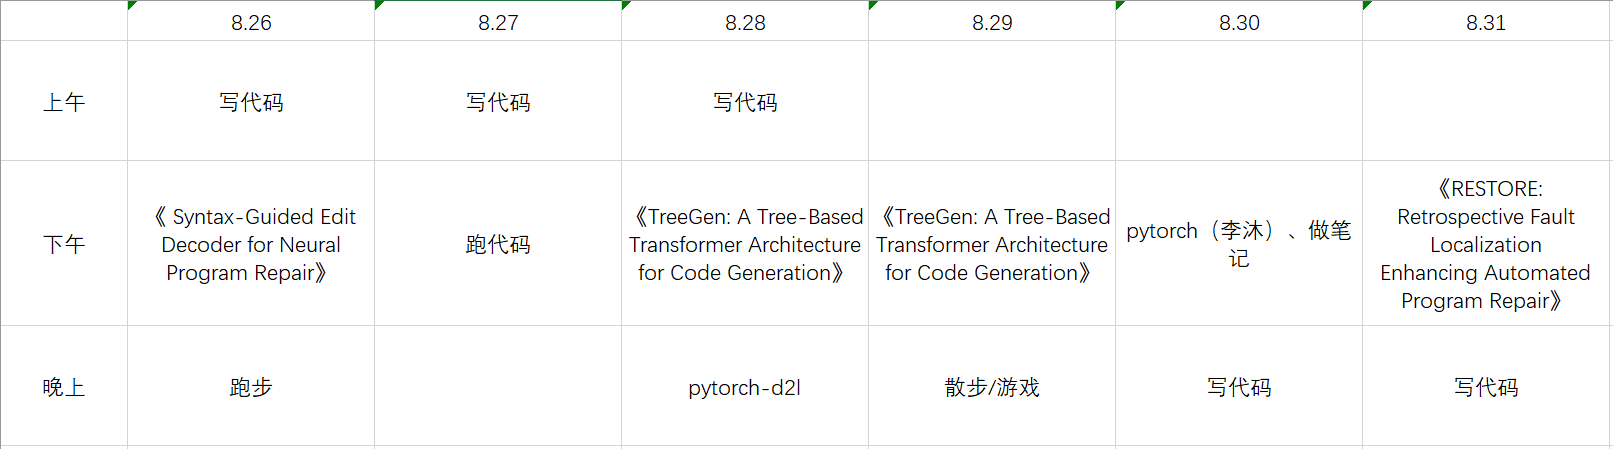 8.26 8.27 8.28 8.29 8.30 8.31
上午 写代码 写代码 写代码
下午
《 Syntax-Guided Edit
Decoder for Neural
Program Repair》
跑代码
《TreeGen: A Tree-Based
Transformer Architecture
for Code Generation》
《TreeGen: A Tree-Based
Transformer Architecture
for Code Generation》
pytorch（李沐）、做笔
记
《RESTORE:
Retrospective Fault
Localization
Enhancing Automated
Program Repair》
晚上 跑步 pytorch-d2l 散步/游戏 写代码 写代码